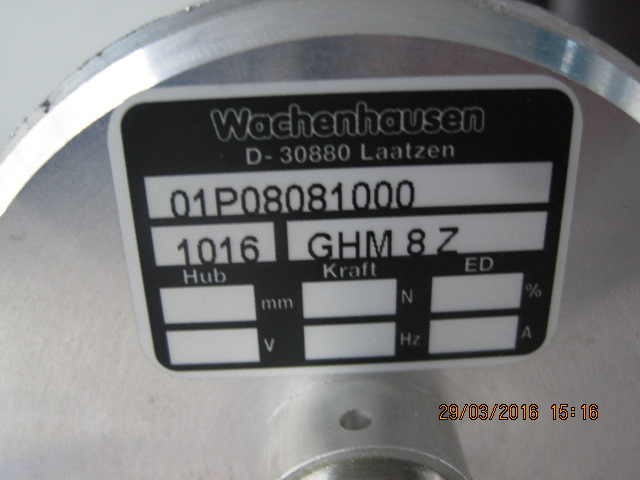 Wachenhausen
D- 30880 Laatzen
01P08081000
1016 GHM 8 Z
Hub Kraft ED
mm N %
V Hz A
29/03/2016 15:16